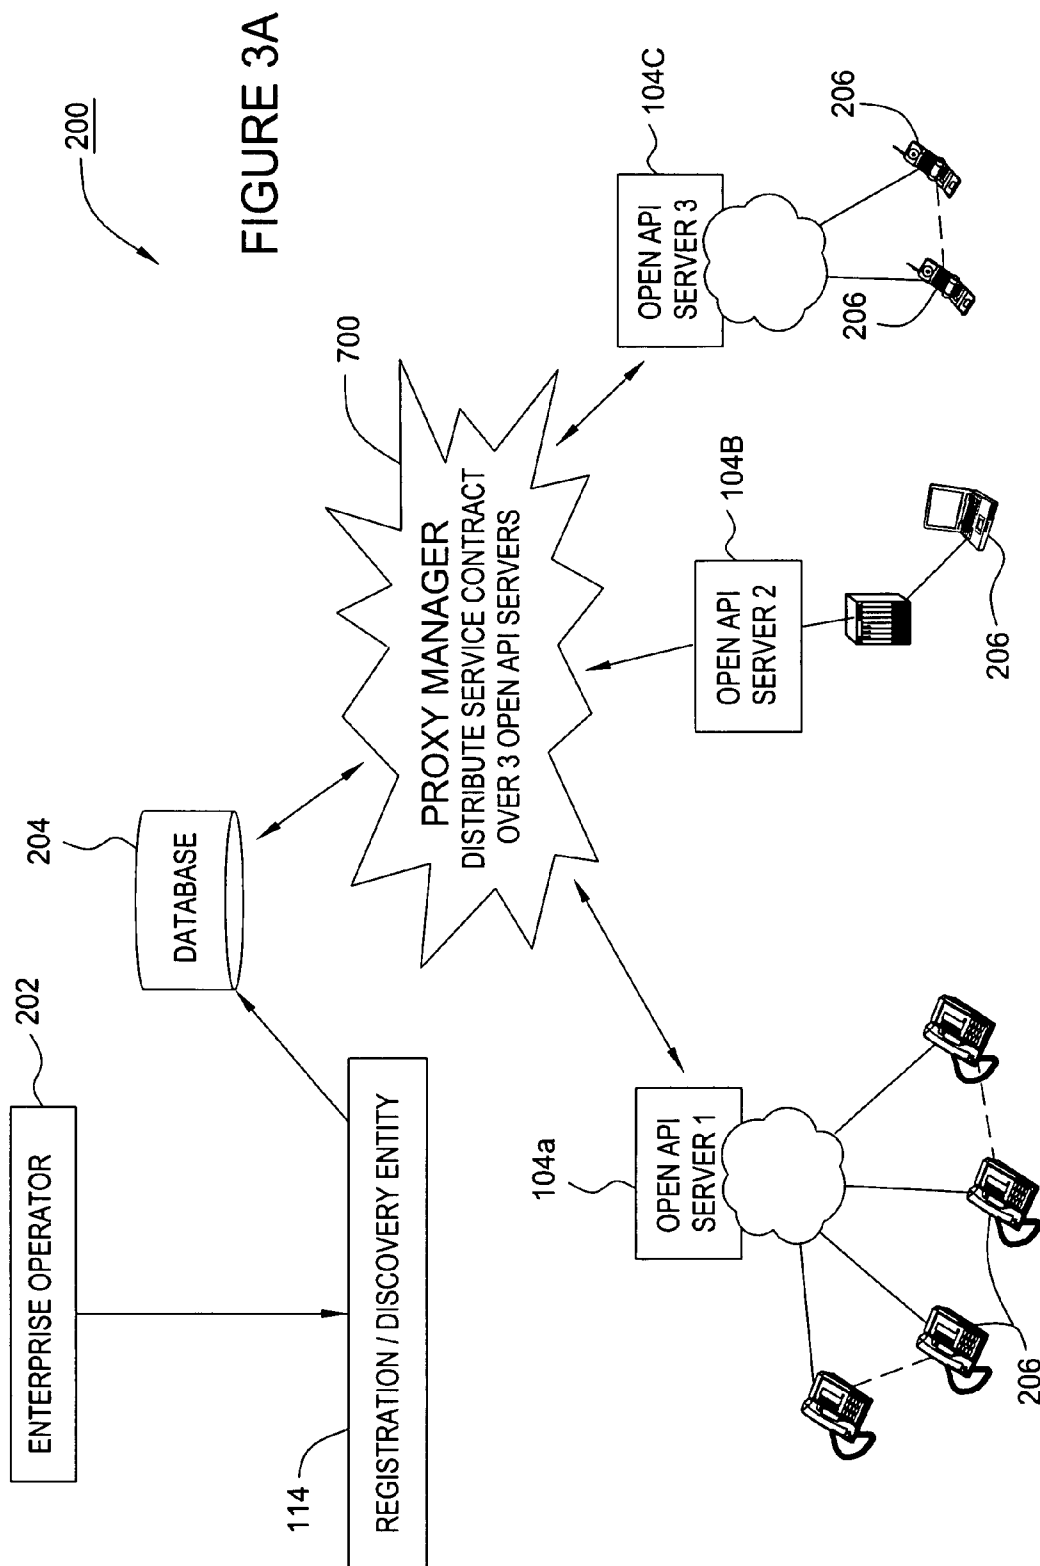 200
FIGURE 3A
ENTERPRISE OPERATOR
202
REGISTRATION / DISCOVERY ENTITY
114
DATABASE
204
700
PROXY MANAGER
DISTRIBUTE SERVICE CONTRACT
OVER 3 OPEN API SERVERS
104a
OPEN API
SERVER 1
206
104B
OPEN API
SERVER 2
206
104C
OPEN API
SERVER 3
206
206